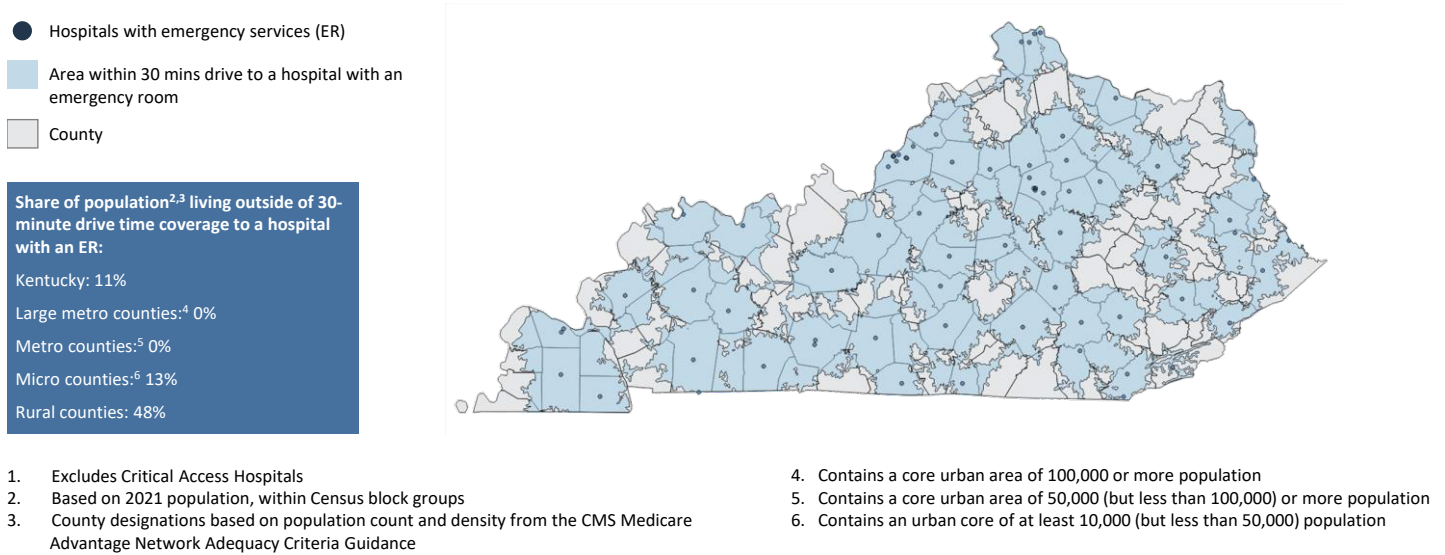 Hospitals with emergency services (ER)
Area within 30 mins drive to a hospital with an
emergency room
County
Share of population2,3 living outside of 30-
minute drive time coverage to a hospital
with an ER:
Kentucky: 11%
Large metro counties:4 0%
Metro counties:5 0%
Micro counties:6 13%
Rural counties: 48%
1. Excludes Critical Access Hospitals
2. Based on 2021 population, within Census block groups
3. County designations based on population count and density from the CMS Medicare
Advantage Network Adequacy Criteria Guidance
4. Contains a core urban area of 100,000 or more population
5. Contains a core urban area of 50,000 (but less than 100,000) or more population
6. Contains an urban core of at least 10,000 (but less than 50,000) population